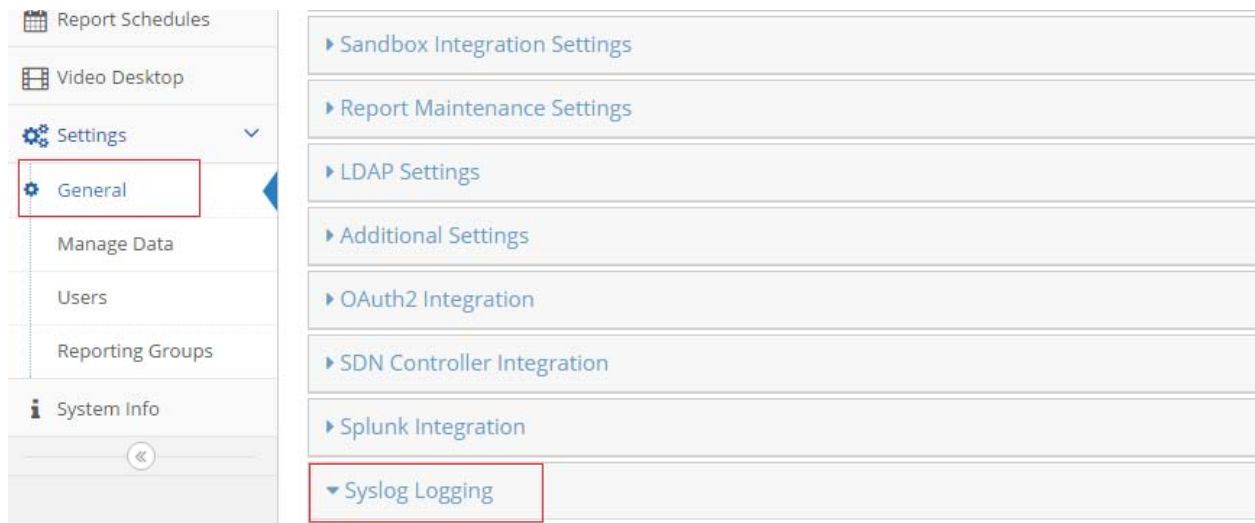 Report Schedules
Video Desktop
Settings
General
Manage Data
Users
Reporting Groups
System Info
Sandbox Integration Settings
Report Maintenance Settings
LDAP Settings
Additional Settings
OAuth2 Integration
SDN Controller Integration
Splunk Integration
Syslog Logging